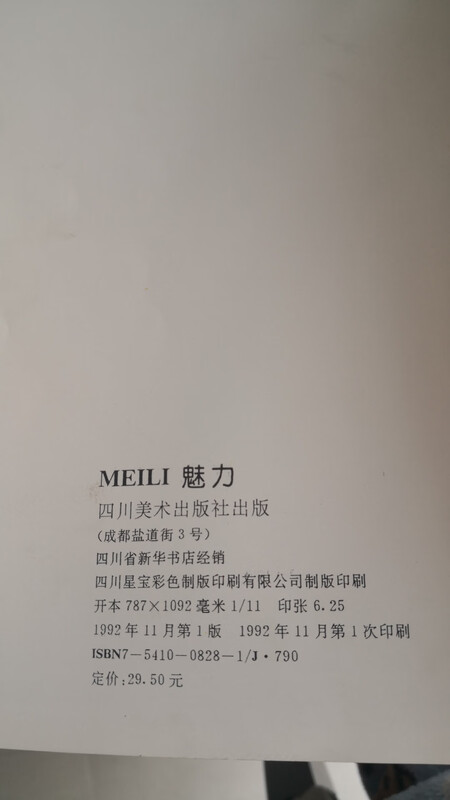 MEILI 魅力
四川美术出版社出版
(成都盐道街3号)
四川省新华书店经销
四川星宝彩色制版印刷有限公司制版印刷
开本 787×1092 毫米 1/11 印张 6.25
1992 年 11 月第 1 版 1992 年 11 月第 1 次印刷
ISBN7-5410-0828-1/J·790
定价:29.50 元